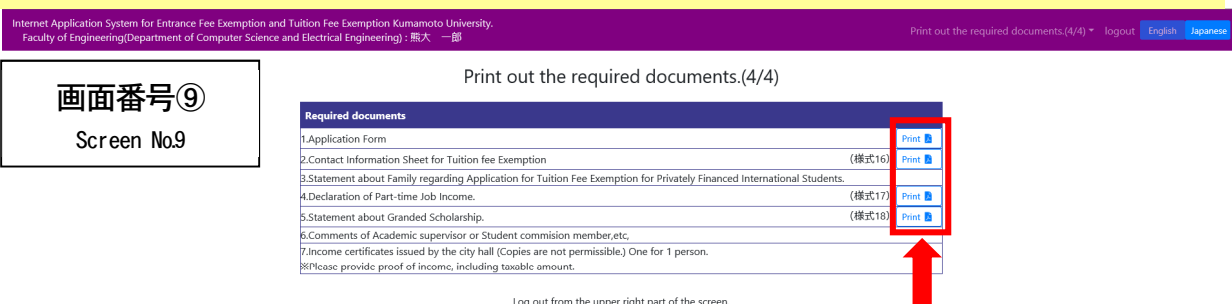 Internet Application System for Entrance Fee Exemption and Tuition Fee Exemption Kumamoto University.
Faculty of Engineering(Department of Computer Science and Electrical Engineering) : 熊大　一郎
Print out the required documents.(4/4) logout English Japanese
画面番号⑨
Screen No.9
Print out the required documents.(4/4)
Required documents
1.Application Form Print
2.Contact Information Sheet for Tuition fee Exemption (様式16) Print
3.Statement about Family regarding Application for Tuition Fee Exemption for Privately Financed International Students.
4.Declaration of Part-time Job Income. (様式17) Print
5.Statement about Granded Scholarship. (様式18) Print
6.Comments of Academic supervisor or Student commision member,etc,
7.Income certificates issued by the city hall (Copies are not permissible.) One for 1 person.
※Please provide proof of income, including taxable amount.
Log out from the upper right part of the screen